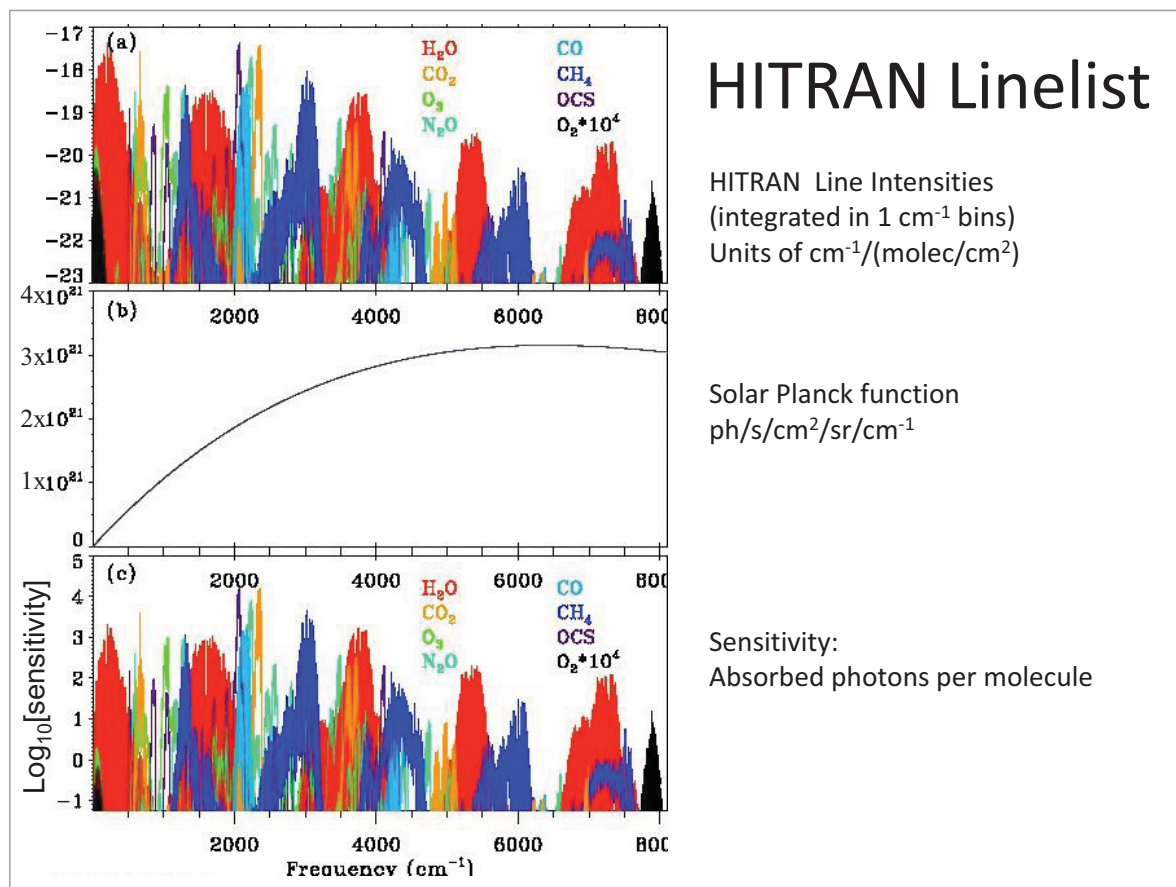 HITRAN Linelist
HITRAN Line Intensities
(integrated in 1 cm⁻¹ bins)
Units of cm⁻¹/(molec/cm²)
-17
-18
-19
-20
-21
-22
-23
(a)
H₂O
CO₂
O₃
N₂O
CO
CH₄
OCS
O₂*10⁴
4x10²¹
3x10²¹
2x10²¹
1x10²¹
0
(b)
2000 4000 6000 800
Solar Planck function
ph/s/cm²/sr/cm⁻¹
Log₁₀[sensitivity]
5
4
3
2
1
0
-1
(c)
2000 4000 6000 800
H₂O
CO₂
O₃
N₂O
CO
CH₄
OCS
O₂*10⁴
Sensitivity:
Absorbed photons per molecule
2000 4000 6000 800
Frequency (cm⁻¹)